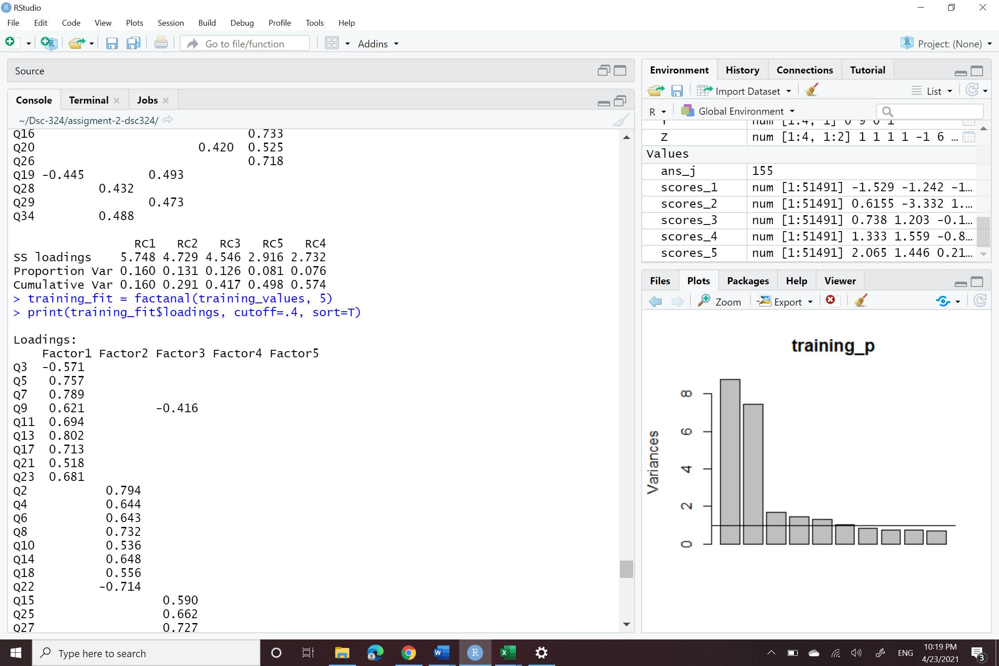 RStudio
File Edit Code View Plots Session Build Debug Profile Tools Help
Go to file/function Addins Project: (None)
Source
Console Terminal Jobs
~/Dsc-324/assigment-2-dsc324/
Q16 0.733
Q20 0.420 0.525
Q26 0.718
Q19 -0.445 0.493
Q28 0.432
Q29 0.473
Q34 0.488
RC1 RC2 RC3 RC5 RC4
SS loadings 5.748 4.729 4.546 2.916 2.732
Proportion Var 0.160 0.131 0.126 0.081 0.076
Cumulative Var 0.160 0.291 0.417 0.498 0.574
> training_fit = factanal(training_values, 5)
> print(training_fit$loadings, cutoff=.4, sort=T)
Loadings:
Factor1 Factor2 Factor3 Factor4 Factor5
Q3 -0.571
Q5 0.757
Q7 0.789
Q9 0.621 -0.416
Q11 0.694
Q13 0.802
Q17 0.713
Q21 0.518
Q23 0.681
Q2 0.794
Q4 0.644
Q6 0.643
Q8 0.732
Q10 0.536
Q14 0.648
Q18 0.556
Q22 -0.714
Q15 0.590
Q25 0.662
Q27 0.727
Environment History Connections Tutorial
Import Dataset List
R Global Environment
Y num [1:4, 1] 0 9 0 1
Z num [1:4, 1:2] 1 1 1 1 -1 6 …
Values
ans_j 155
scores_1 num [1:51491] -1.529 -1.242 -1…
scores_2 num [1:51491] 0.6155 -3.332 1.…
scores_3 num [1:51491] 0.738 1.203 -0.1…
scores_4 num [1:51491] 1.333 1.559 -0.8…
scores_5 num [1:51491] 2.065 1.446 0.21…
Files Plots Packages Help Viewer
Zoom Export
training_p
Variances
8
6
4
2
0
Type here to search
W
R
X
ENG
10:19 PM
4/23/2021
3